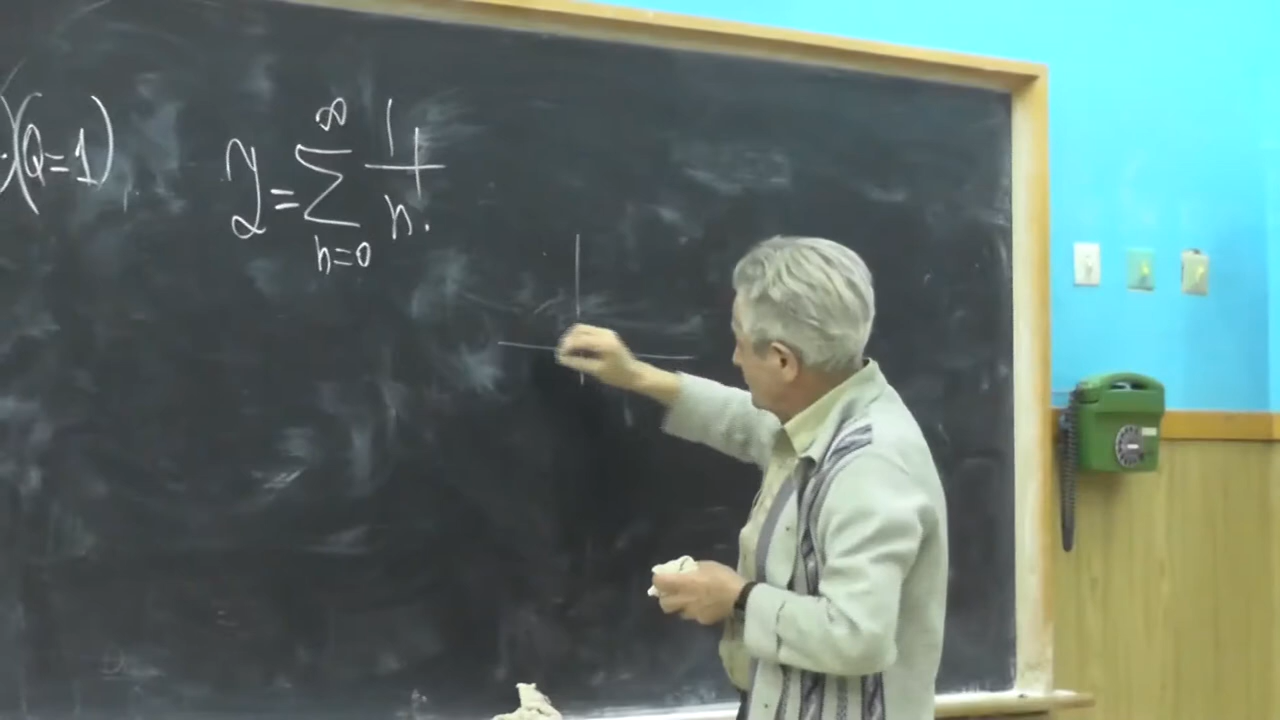 )(Q=1)
y = ∑_{n=0}^{∞} 1/n!